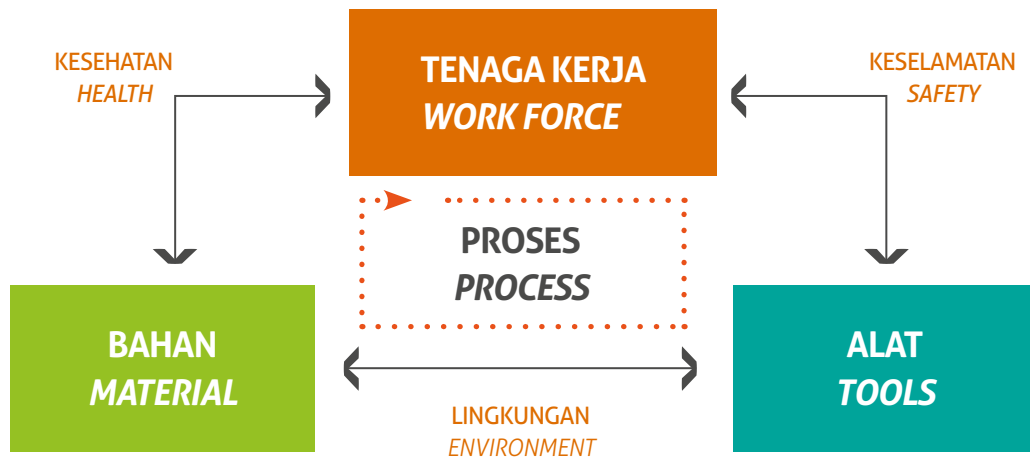 KESEHATAN
HEALTH
TENAGA KERJA
WORK FORCE
KESELAMATAN
SAFETY
PROSES
PROCESS
BAHAN
MATERIAL
ALAT
TOOLS
LINGKUNGAN
ENVIRONMENT